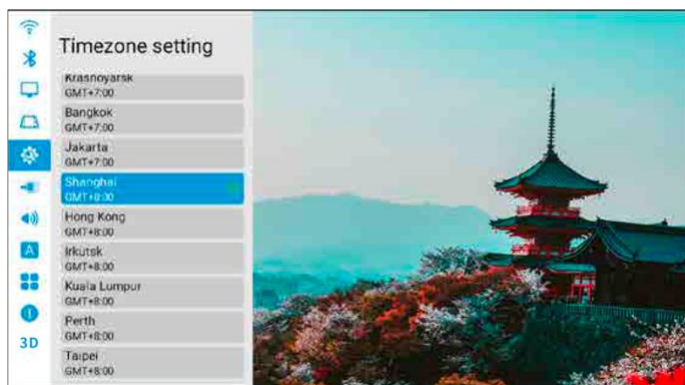 Timezone setting
Krasnoyarsk
GMT+7:00
Bangkok
GMT+7:00
Jakarta
GMT+7:00
Shanghai
GMT+8:00
Hong Kong
GMT+8:00
Irkutsk
GMT+8:00
Kuala Lumpur
GMT+8:00
A
Perth
GMT+8:00
3D
Taipei
GMT+8:00